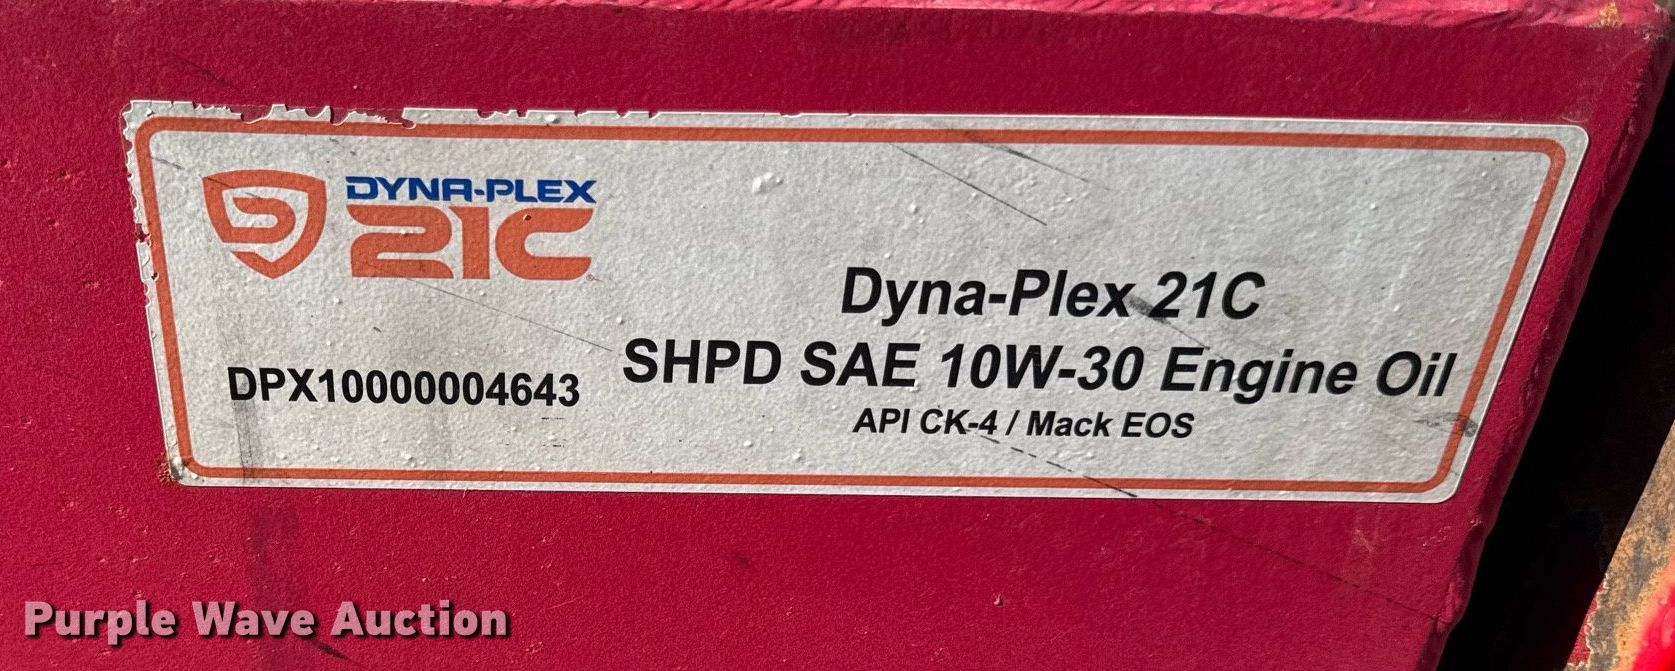 DYNA-PLEX
21C
Dyna-Plex 21C
SHPD SAE 10W-30 Engine Oil
DPX10000004643
API CK-4 / Mack EOS
Purple Wave Auction